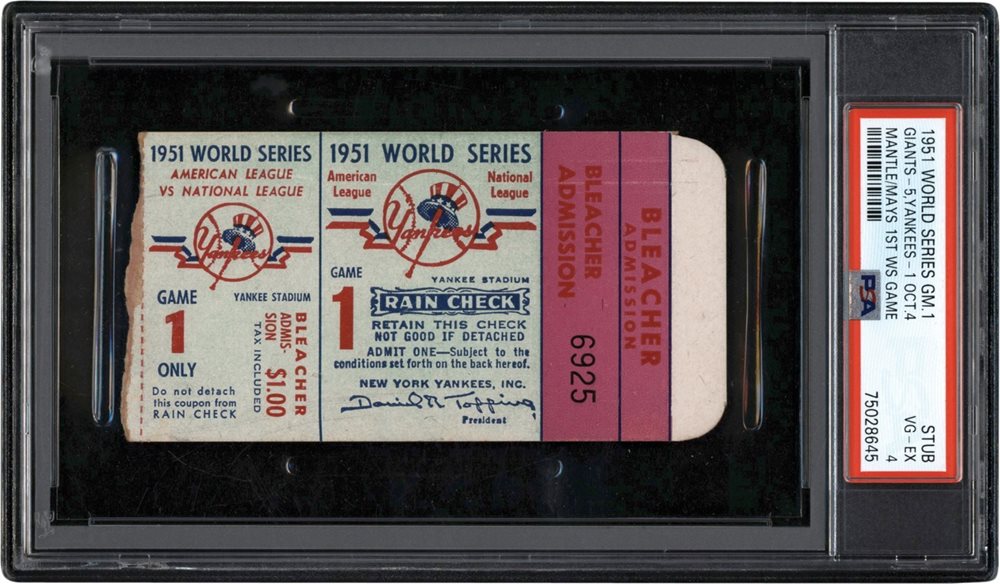 1951 WORLD SERIES
AMERICAN LEAGUE
VS NATIONAL LEAGUE
Yankees
GAME
1
ONLY
YANKEE STADIUM
Do not detach
this coupon from
RAIN CHECK
BLEACHER
ADMIS-
SION $1.00
TAX INCLUDED
1951 WORLD SERIES
American
League
National
League
Yankees
GAME
1
YANKEE STADIUM
RAIN CHECK
RETAIN THIS CHECK
NOT GOOD IF DETACHED
ADMIT ONE—Subject to the
conditions set forth on the back hereof.
NEW YORK YANKEES, INC.
Daniel R Topping
President
BLEACHER
ADMISSION
6925
BLEACHER
ADMISSION
1951 WORLD SERIES GM.1
GIANTS-5,YANKEES-1 OCT.4
MANTLE/MAYS 1ST WS GAME
PSA
STUB
VG-EX 4
75028645